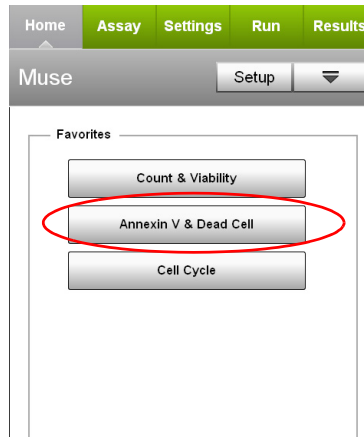 Home Assay Settings Run Results
Muse Setup
Favorites
Count & Viability
Annexin V & Dead Cell
Cell Cycle